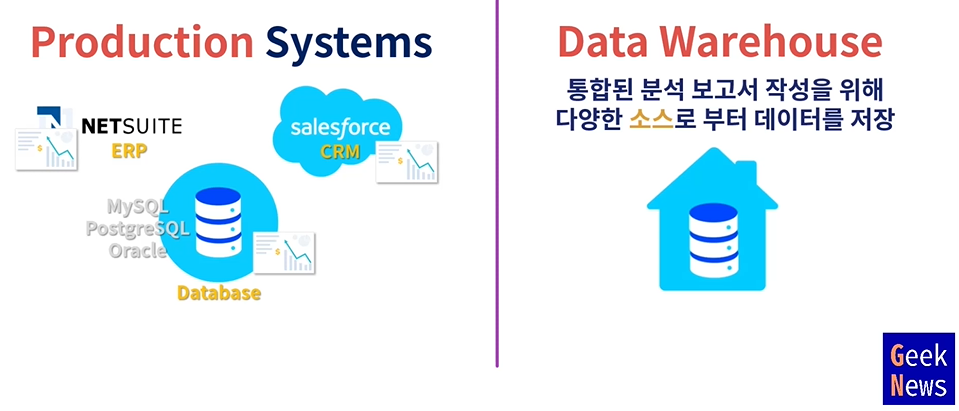 Production Systems
NETSUITE
ERP
salesforce
CRM
MySQL
PostgreSQL
Oracle
Database
Data Warehouse
통합된 분석 보고서 작성을 위해
다양한 소스로 부터 데이터를 저장
Geek
News